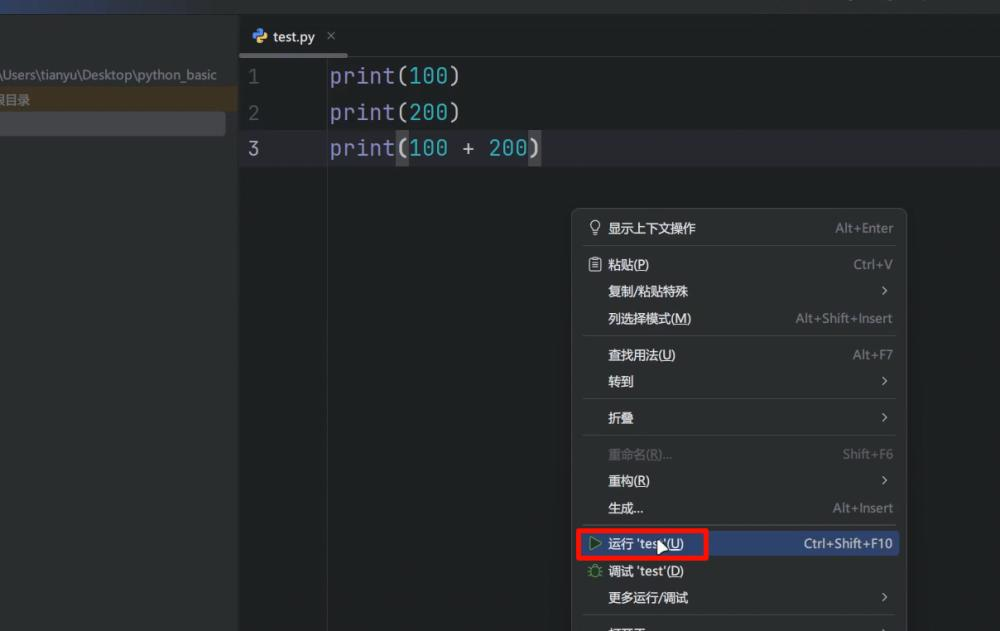 test.py
\Users\tianyu\Desktop\python_basic
根目录
1 print(100)
2 print(200)
3 print(100 + 200)
显示上下文操作 Alt+Enter
粘贴(P) Ctrl+V
复制/粘贴特殊
列选择模式(M) Alt+Shift+Insert
查找用法(U) Alt+F7
转到
折叠
重命名(R)... Shift+F6
重构(R)
生成... Alt+Insert
运行 'test'(U) Ctrl+Shift+F10
调试 'test'(D)
更多运行/调试